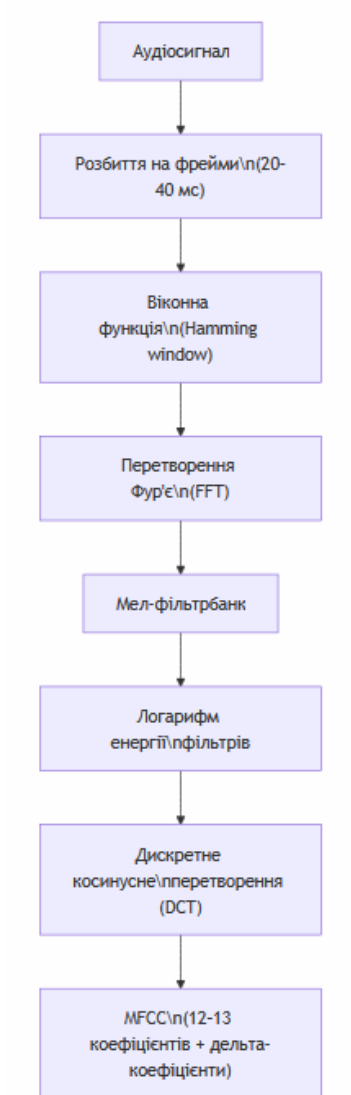 Аудіосигнал
Розбиття на фрейми\n(20-
40 мс)
Віконна
функція\n(Hamming
window)
Перетворення
Фур'є\n(FFT)
Мел-фільтрбанк
Логарифм
енергії\nфільтрів
Дискретне
косинусне\nперетворення
(DCT)
MFCC\n(12-13
коефіцієнтів + дельта-
коефіцієнти)